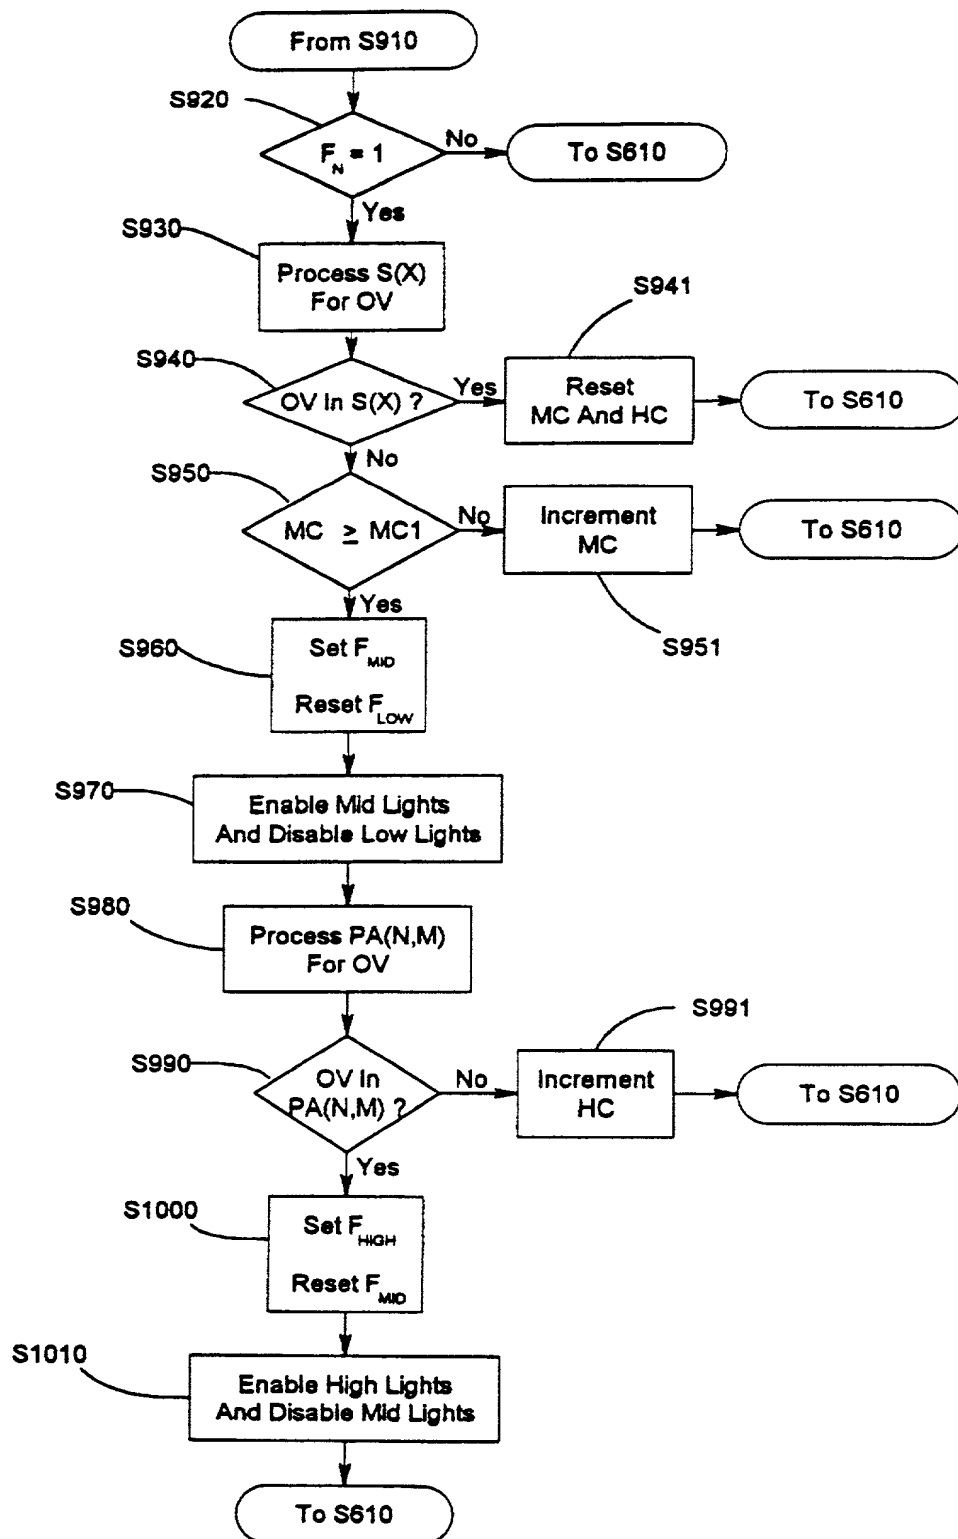 From S910
S920
F_N = 1
No
To S610
Yes
S930
Process S(X)
For OV
S941
S940
OV In S(X) ?
Yes
Reset
MC And HC
To S610
No
S950
MC ≥ MC1
No
Increment
MC
To S610
Yes
S951
S960
Set F_MID
Reset F_LOW
S970
Enable Mid Lights
And Disable Low Lights
S980
Process PA(N,M)
For OV
S991
S990
OV In
PA(N,M) ?
No
Increment
HC
To S610
Yes
S1000
Set F_HIGH
Reset F_MID
S1010
Enable High Lights
And Disable Mid Lights
To S610